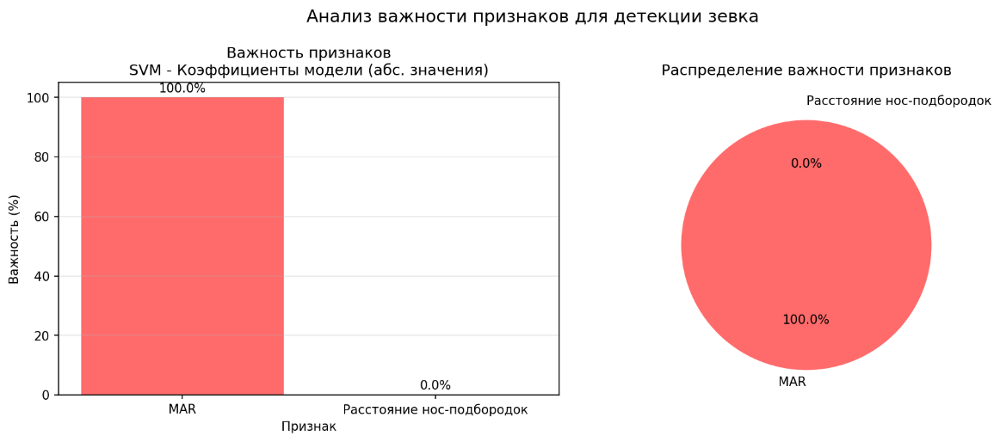 Анализ важности признаков для детекции зевка
Важность признаков
SVM - Коэффициенты модели (абс. значения)
100.0%
100
80
60
40
20
0
Важность (%)
0.0%
MAR
Расстояние нос-подбородок
Признак
Распределение важности признаков
Расстояние нос-подбородок
0.0%
100.0%
MAR